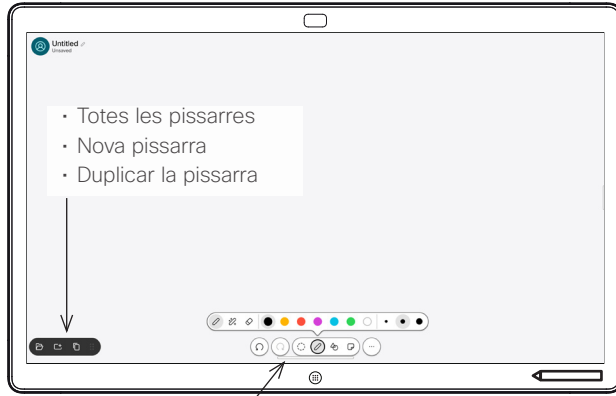 Untitled
Unsaved
· Totes les pissarres
· Nova pissarra
· Duplicar la pissarra